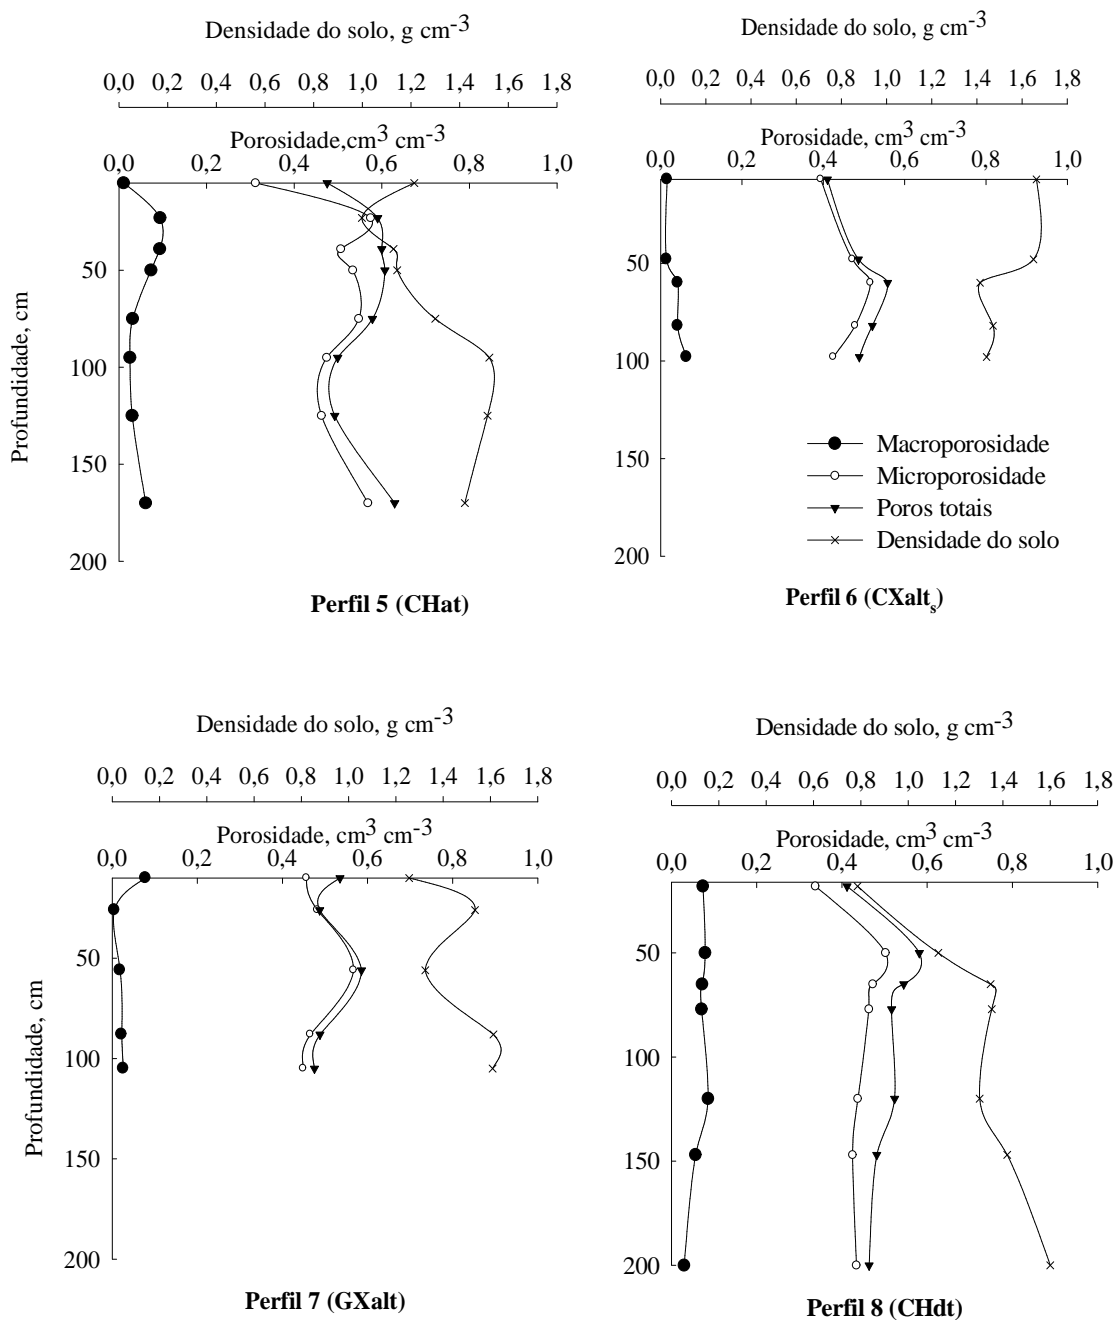 Densidade do solo, g cm-3
0,0 0,2 0,4 0,6 0,8 1,0 1,2 1,4 1,6 1,8
Porosidade,cm3 cm-3
0,0 0,2 0,4 0,6 0,8 1,0
50
100
150
200
Profundidade, cm
Perfil 5 (CHat)
Densidade do solo, g cm-3
0,0 0,2 0,4 0,6 0,8 1,0 1,2 1,4 1,6 1,8
Porosidade, cm3 cm-3
0,0 0,2 0,4 0,6 0,8 1,0
50
100
150
200
Macroporosidade
Microporosidade
Poros totais
Densidade do solo
Perfil 6 (CXalts)
Densidade do solo, g cm-3
0,0 0,2 0,4 0,6 0,8 1,0 1,2 1,4 1,6 1,8
Porosidade, cm3 cm-3
0,0 0,2 0,4 0,6 0,8 1,0
50
100
150
200
Profundidade, cm
Perfil 7 (GXalt)
Densidade do solo, g cm-3
0,0 0,2 0,4 0,6 0,8 1,0 1,2 1,4 1,6 1,8
Porosidade, cm3 cm-3
0,0 0,2 0,4 0,6 0,8 1,0
50
100
150
200
Perfil 8 (CHdt)